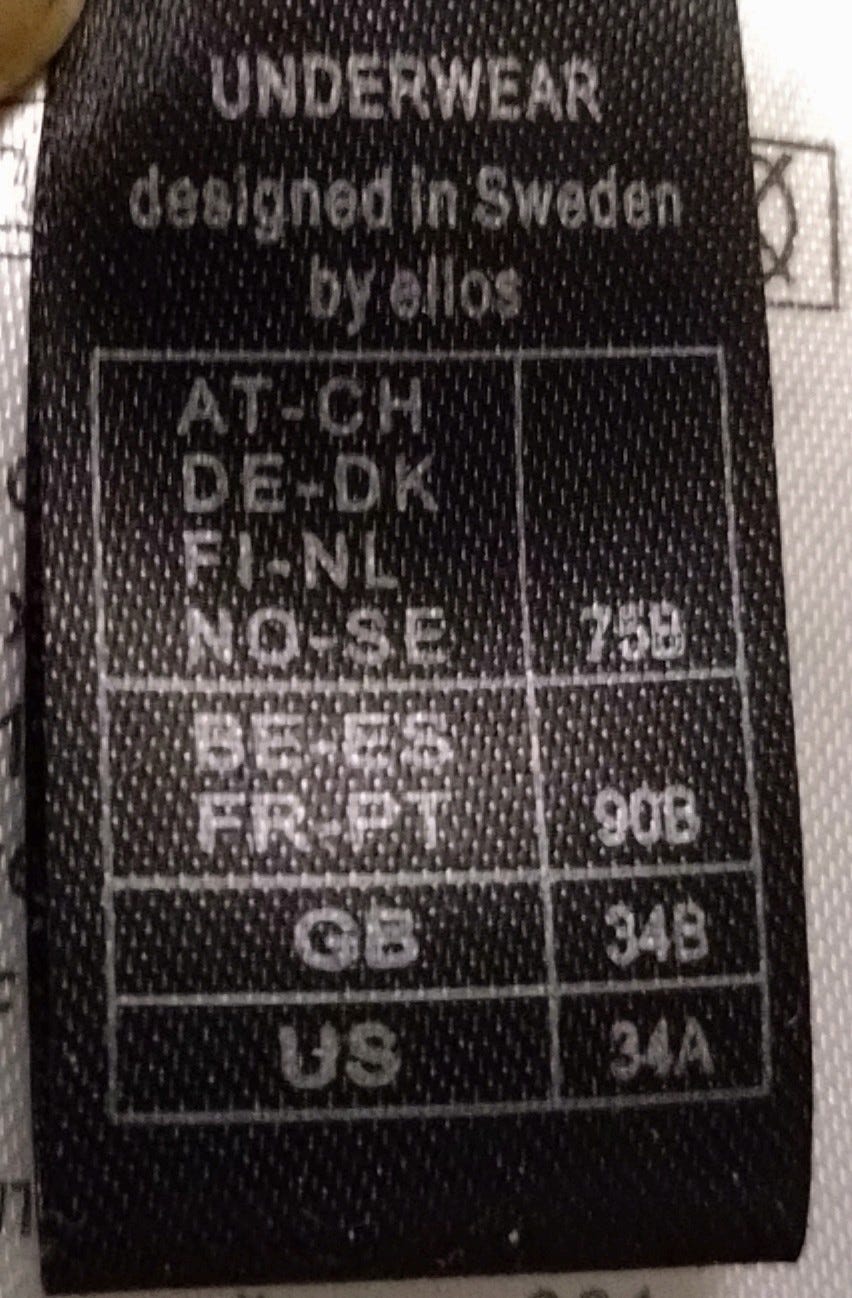 UNDERWEAR
designed in Sweden
by ellos
AT-CH
DE-DK
FI-NL
NO-SE 75B
BE-ES
FR-PT 90B
GB 34B
US 34A